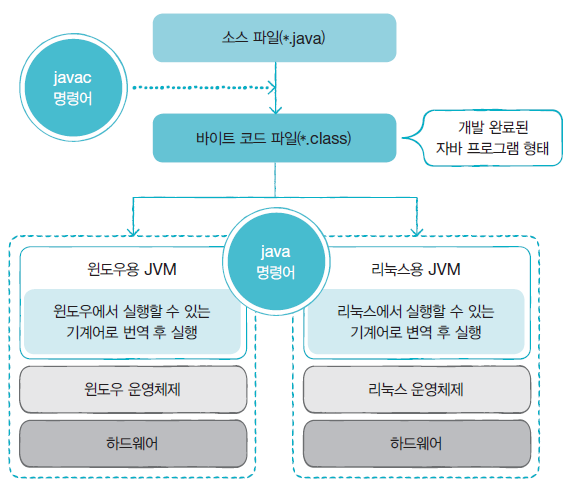 소스 파일(*.java)
javac
명령어
바이트 코드 파일(*.class)
개발 완료된
자바 프로그램 형태
java
명령어
윈도우용 JVM
윈도우에서 실행할 수 있는
기계어로 번역 후 실행
윈도우 운영체제
하드웨어
리눅스용 JVM
리눅스에서 실행할 수 있는
기계어로 변역 후 실행
리눅스 운영체제
하드웨어